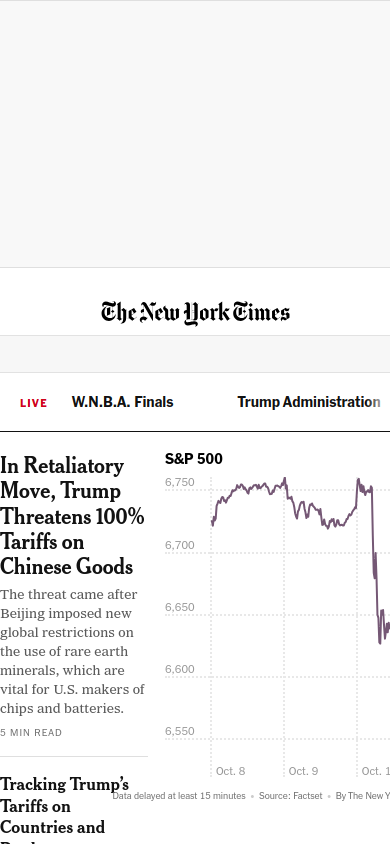 The New York Times
LIVE W.N.B.A. Finals Trump Administration
In Retaliatory
Move, Trump
Threatens 100%
Tariffs on
Chinese Goods
The threat came after
Beijing imposed new
global restrictions on
the use of rare earth
minerals, which are
vital for U.S. makers of
chips and batteries.
5 MIN READ
Tracking Trump's
Tariffs on
Countries and
S&P 500
6,750
6,700
6,650
6,600
6,550
Oct. 8 Oct. 9 Oct. 1
Data delayed at least 15 minutes • Source: Factset • By The New Y